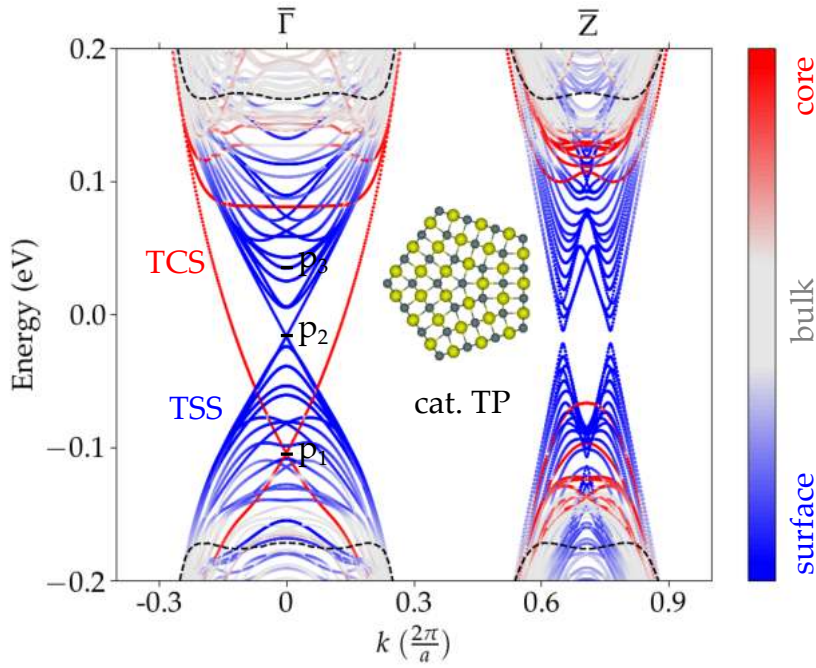 Γ̅ Z̅
0.2
0.1
0.0
−0.1
−0.2
Energy (eV)
TCS
TSS
p₃
p₂
p₁
cat. TP
-0.3 0 0.3 0.6 0.9
k (2π/a)
core
bulk
surface